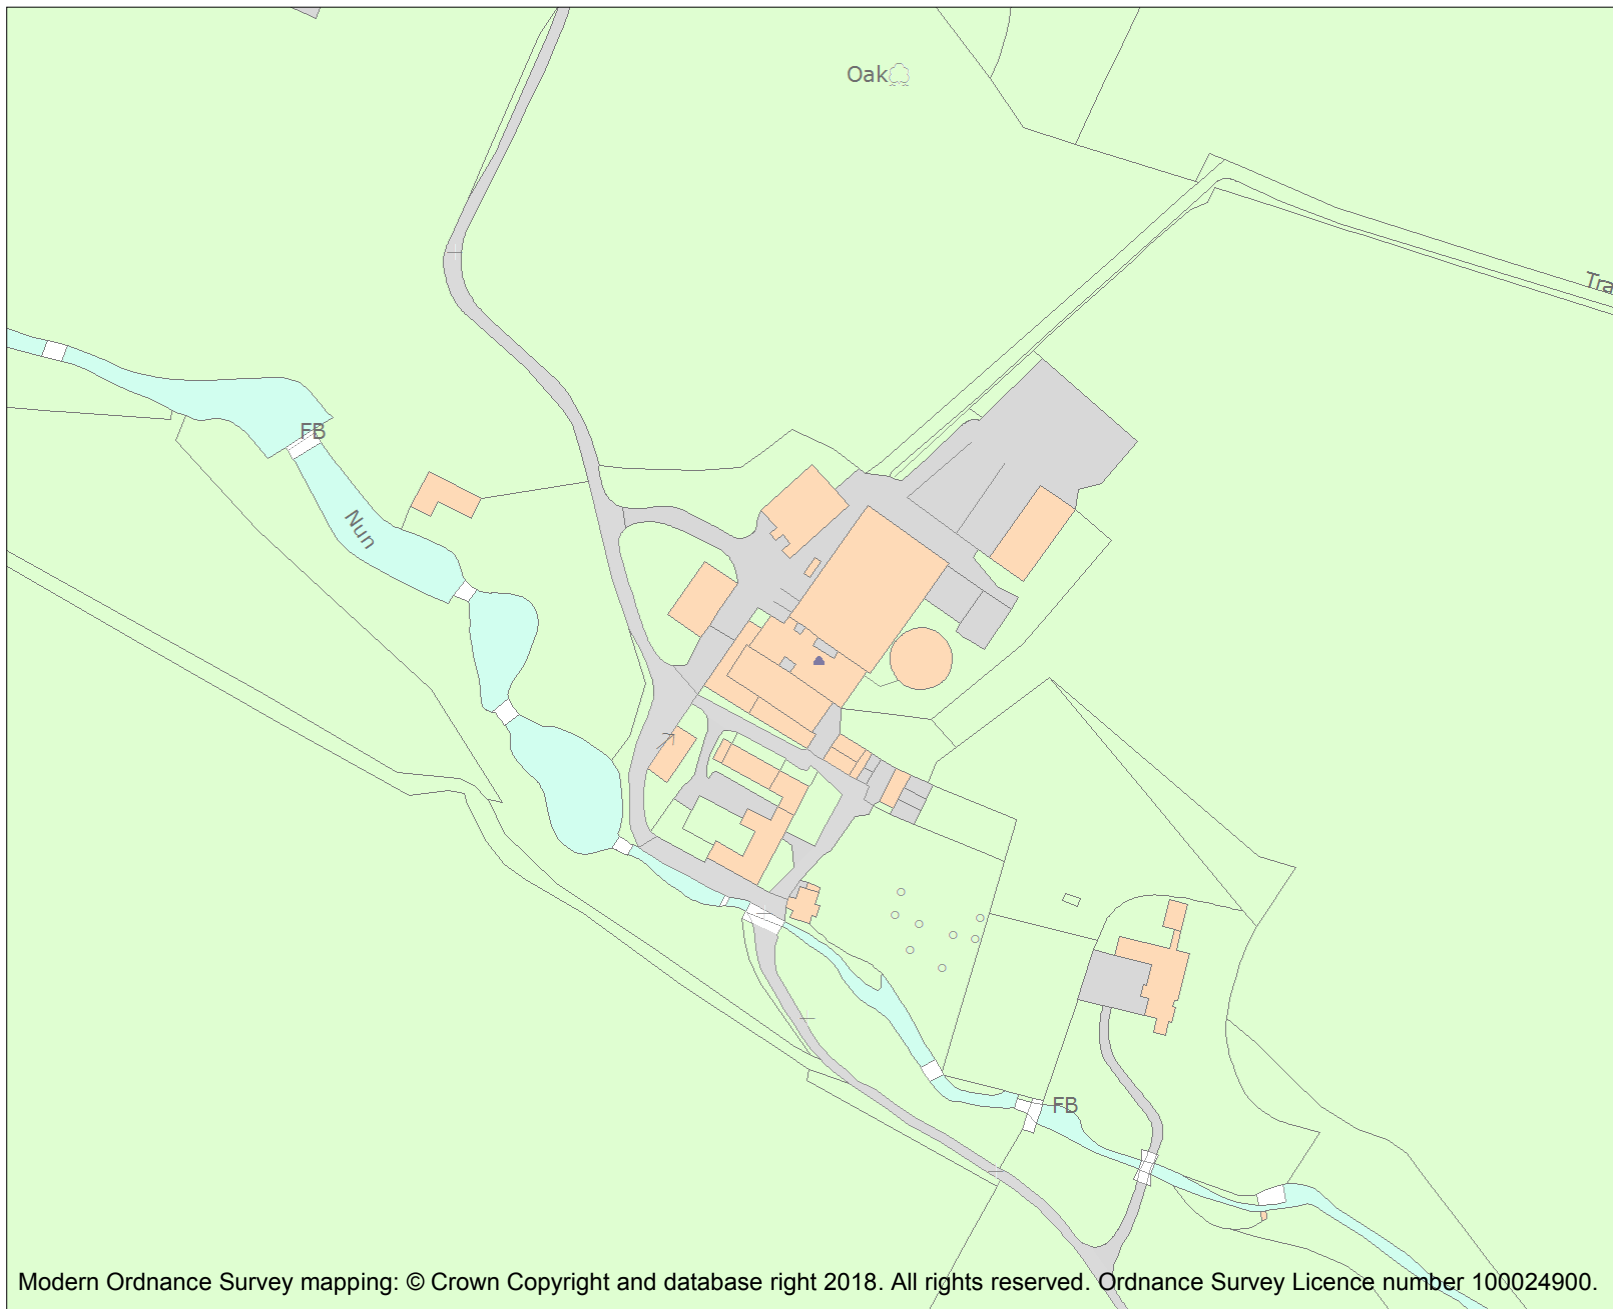 Oak
Tra
FB
Nun
FB
Modern Ordnance Survey mapping: © Crown Copyright and database right 2018. All rights reserved. Ordnance Survey Licence number 100024900.